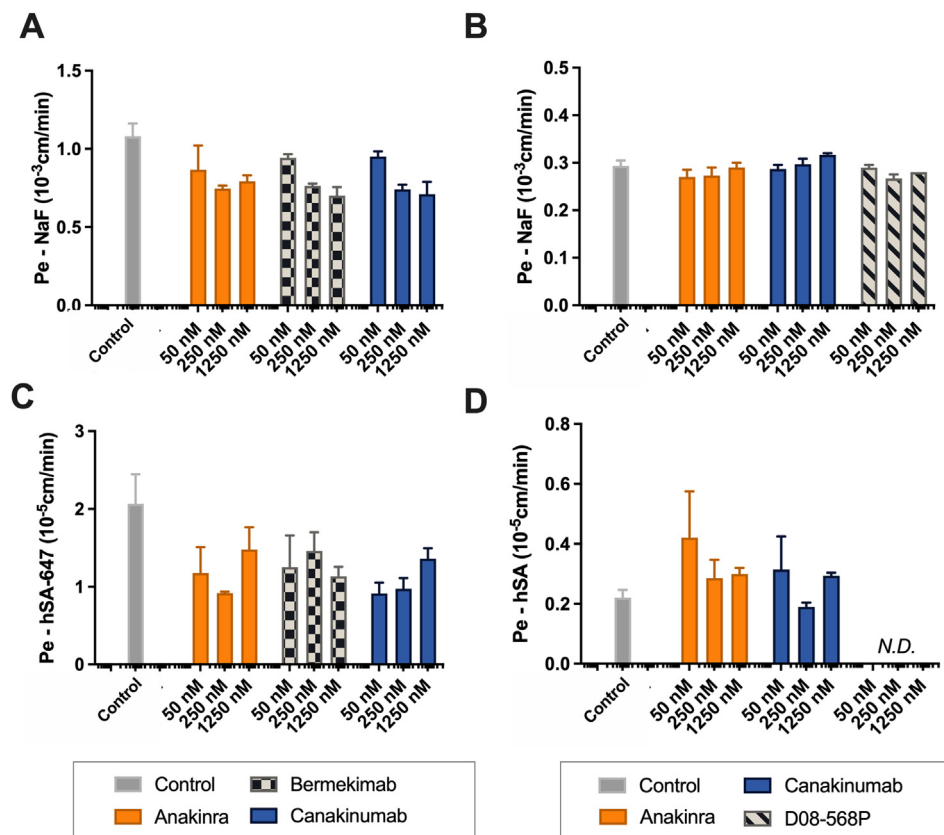 A
Pe - NaF (10-3cm/min)
1.5
1.0
0.5
0.0
Control
50 nM
250 nM
1250 nM
50 nM
250 nM
1250 nM
50 nM
250 nM
1250 nM
B
Pe - NaF (10-3cm/min)
0.5
0.4
0.3
0.2
0.1
0.0
Control
50 nM
250 nM
1250 nM
50 nM
250 nM
1250 nM
50 nM
250 nM
1250 nM
C
Pe - hSA-647 (10-5cm/min)
3
2
1
0
Control
50 nM
250 nM
1250 nM
50 nM
250 nM
1250 nM
50 nM
250 nM
1250 nM
D
Pe - hSA (10-5cm/min)
0.8
0.6
0.4
0.2
0.0
N.D.
Control
50 nM
250 nM
1250 nM
50 nM
250 nM
1250 nM
50 nM
250 nM
1250 nM
Control
Bermekimab
Anakinra
Canakinumab
Control
Canakinumab
Anakinra
D08-568P